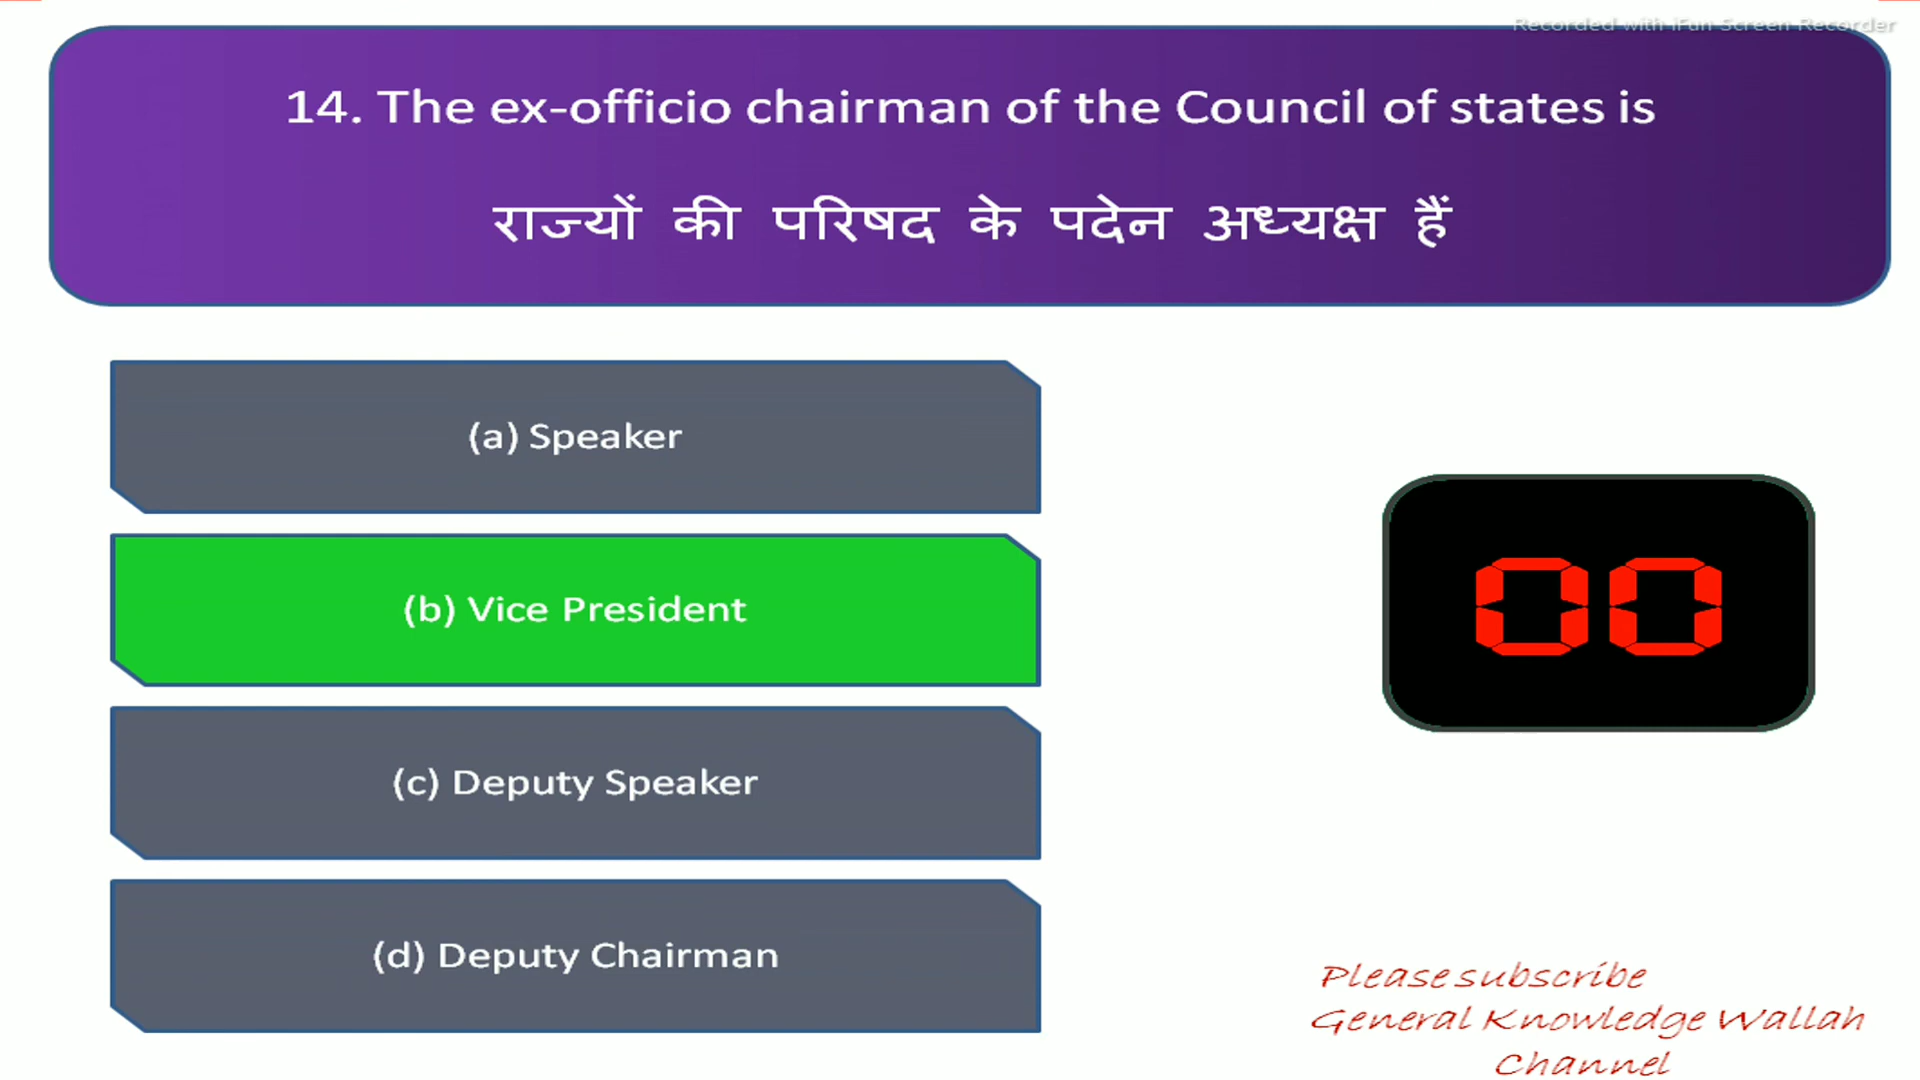 Recorded with iFun Screen Recorder
14. The ex-officio chairman of the Council of states is
राज्यों की परिषद के पदेन अध्यक्ष हैं
(a) Speaker
(b) Vice President
00
(c) Deputy Speaker
(d) Deputy Chairman
Please subscribe
General Knowledge Wallah
Channel